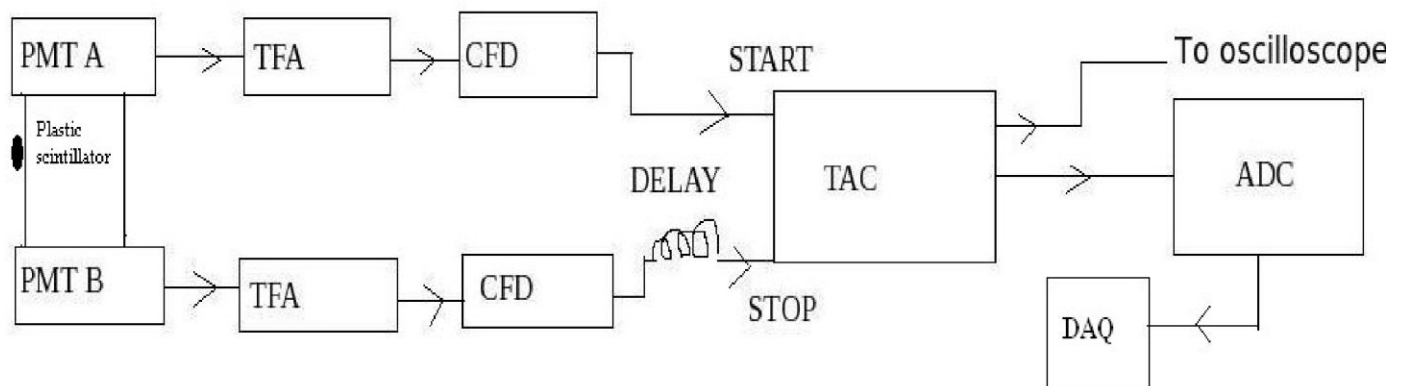 PMT A
TFA
CFD
START
To oscilloscope
Plastic
scintillator
DELAY
TAC
ADC
PMT B
TFA
CFD
STOP
DAQ